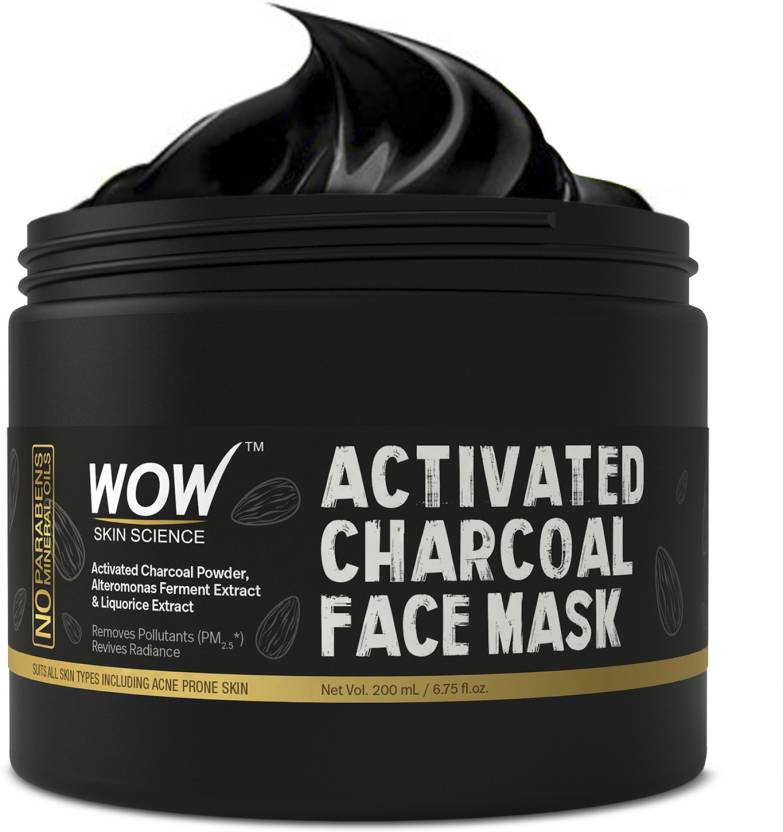 NO PARABENS
MINERAL OILS
WOW™
SKIN SCIENCE
Activated Charcoal Powder,
Alteromonas Ferment Extract
& Liquorice Extract
Removes Pollutants (PM2.5*)
Revives Radiance
ACTIVATED
CHARCOAL
FACE MASK
SUITS ALL SKIN TYPES INCLUDING ACNE PRONE SKIN
Net Vol. 200 mL / 6.75 fl.oz.